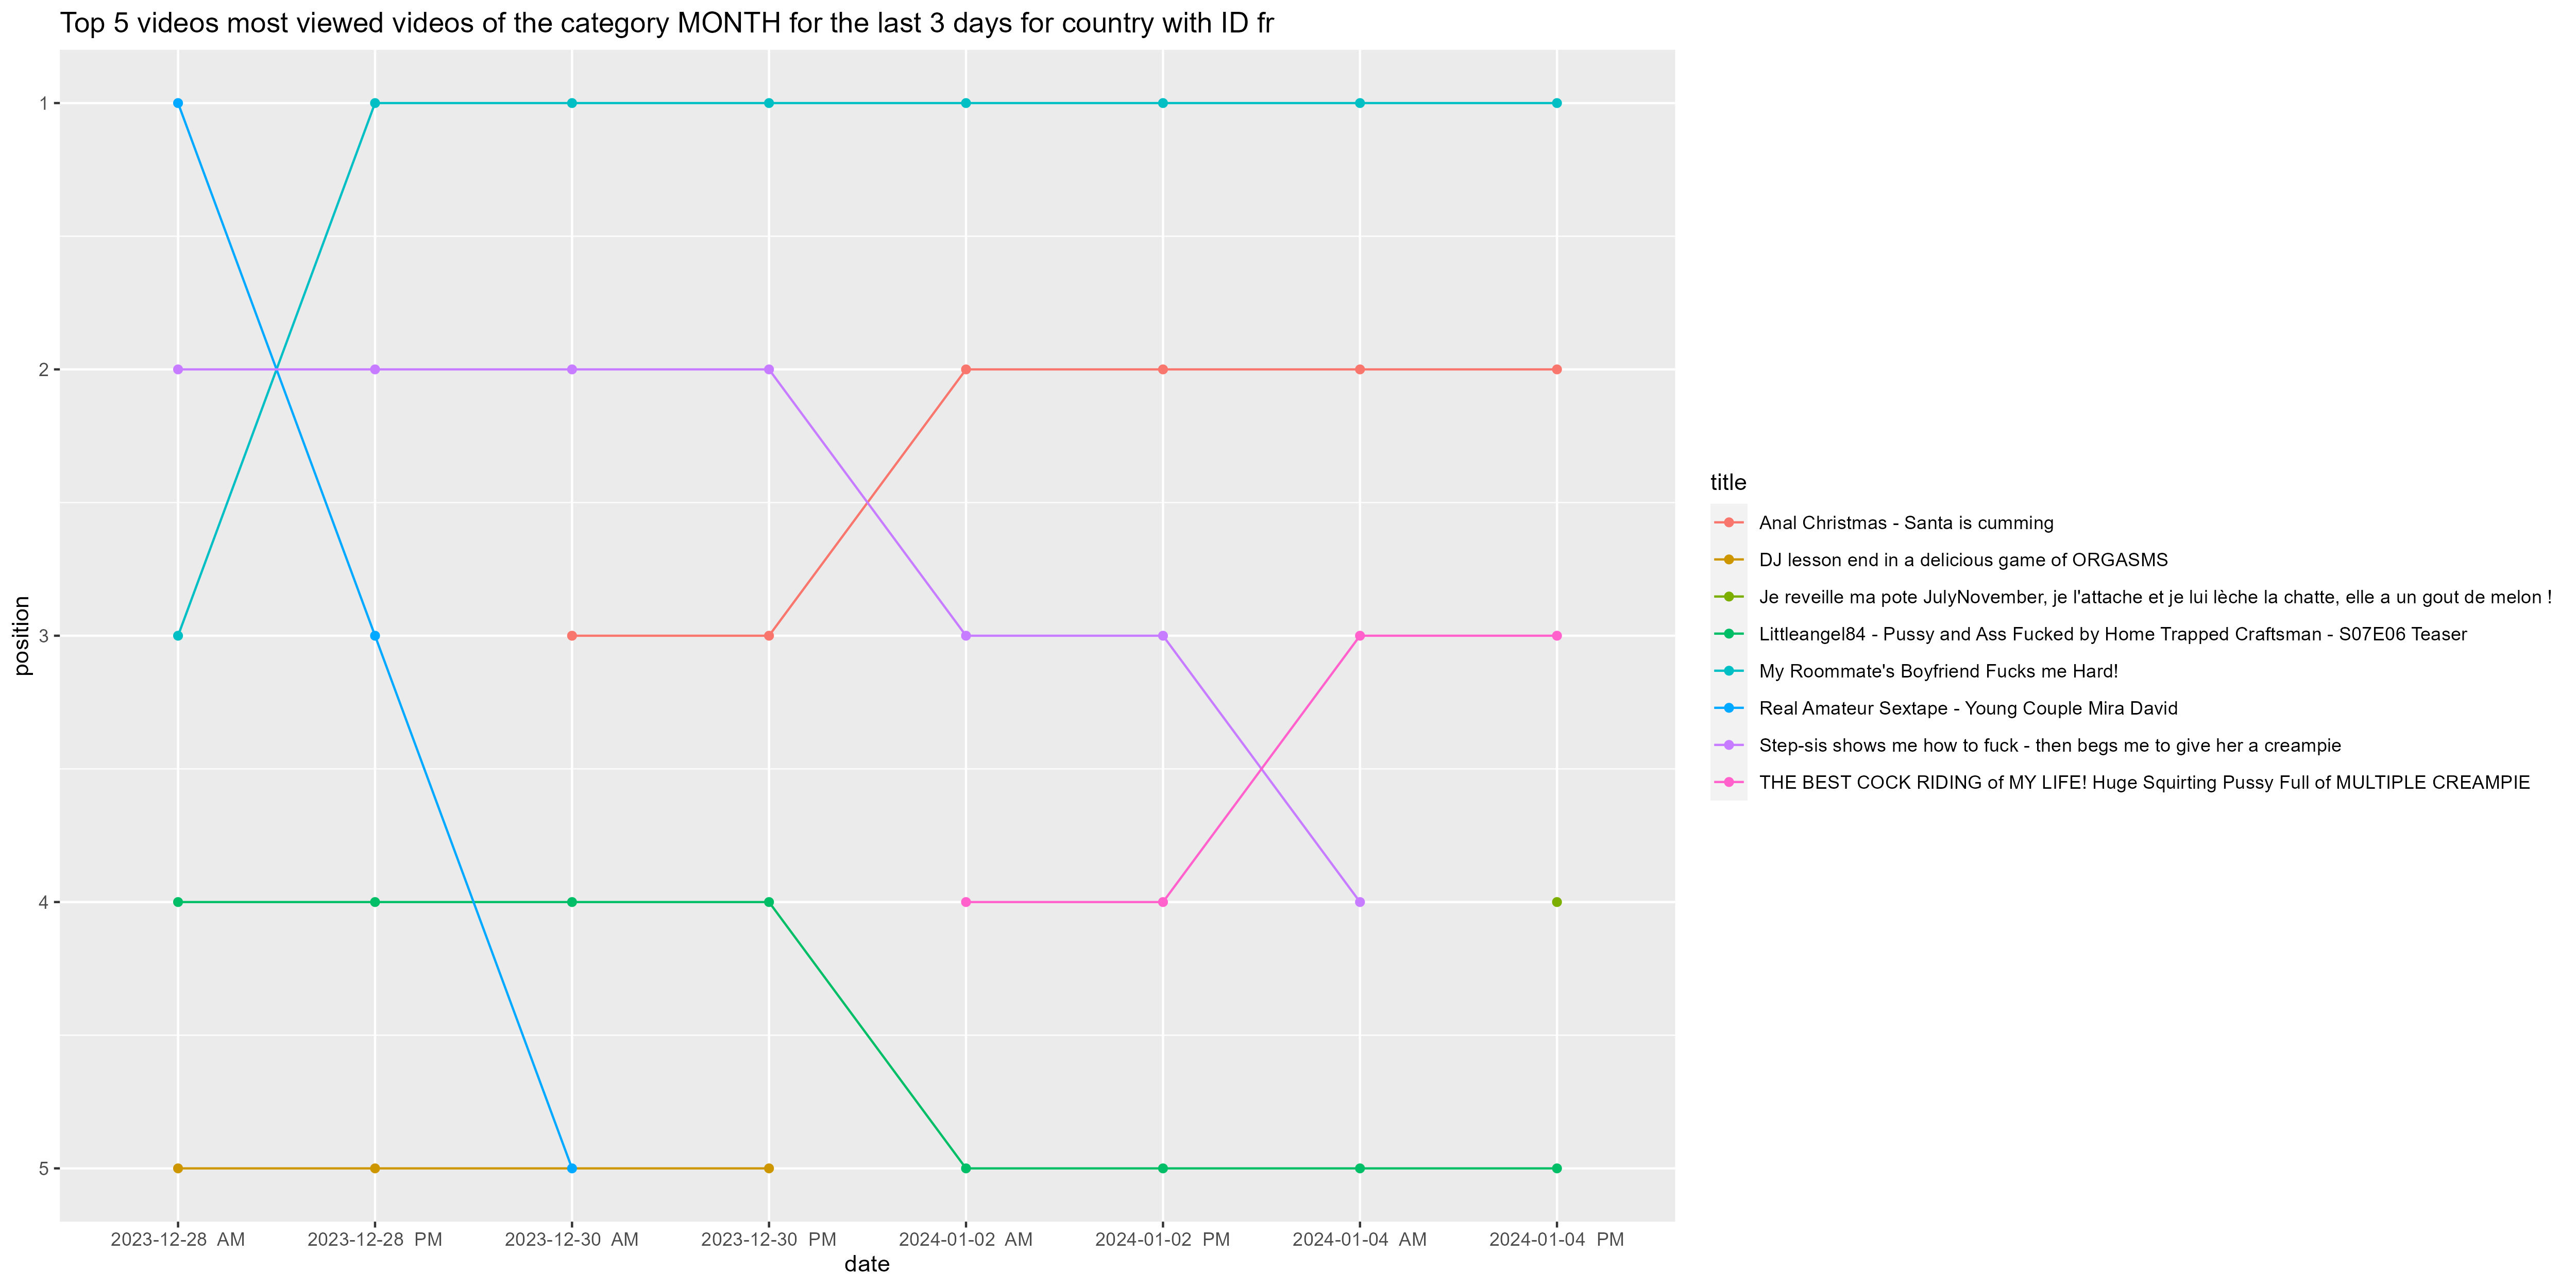 Top 5 videos most viewed videos of the category MONTH for the last 3 days for country with ID fr
position
1
2
3
4
5
2023-12-28 AM
2023-12-28 PM
2023-12-30 AM
2023-12-30 PM
2024-01-02 AM
2024-01-02 PM
2024-01-04 AM
2024-01-04 PM
date
title
Anal Christmas - Santa is cumming
DJ lesson end in a delicious game of ORGASMS
Je reveille ma pote JulyNovember, je l'attache et je lui lèche la chatte, elle a un gout de melon !
Littleangel84 - Pussy and Ass Fucked by Home Trapped Craftsman - S07E06 Teaser
My Roommate's Boyfriend Fucks me Hard!
Real Amateur Sextape - Young Couple Mira David
Step-sis shows me how to fuck - then begs me to give her a creampie
THE BEST COCK RIDING of MY LIFE! Huge Squirting Pussy Full of MULTIPLE CREAMPIE